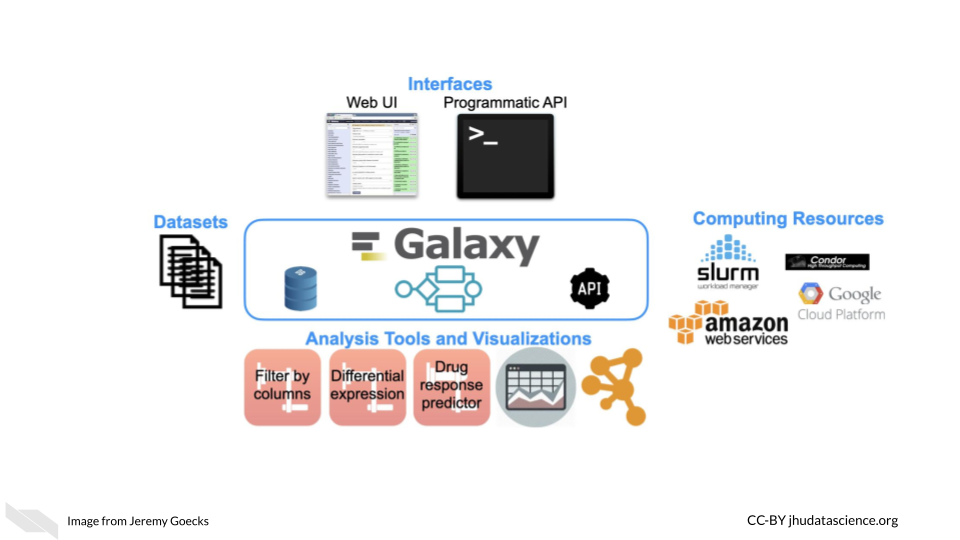 Interfaces
Web UI
Programmatic API
>_
Datasets
Galaxy
API
Computing Resources
slurm
workload manager
Condor
High Throughput Computing
Google
Cloud Platform
amazon
webservices
Analysis Tools and Visualizations
Filter by
columns
Differential
expression
Drug
response
predictor
Image from Jeremy Goecks
CC-BY jhudatascience.org